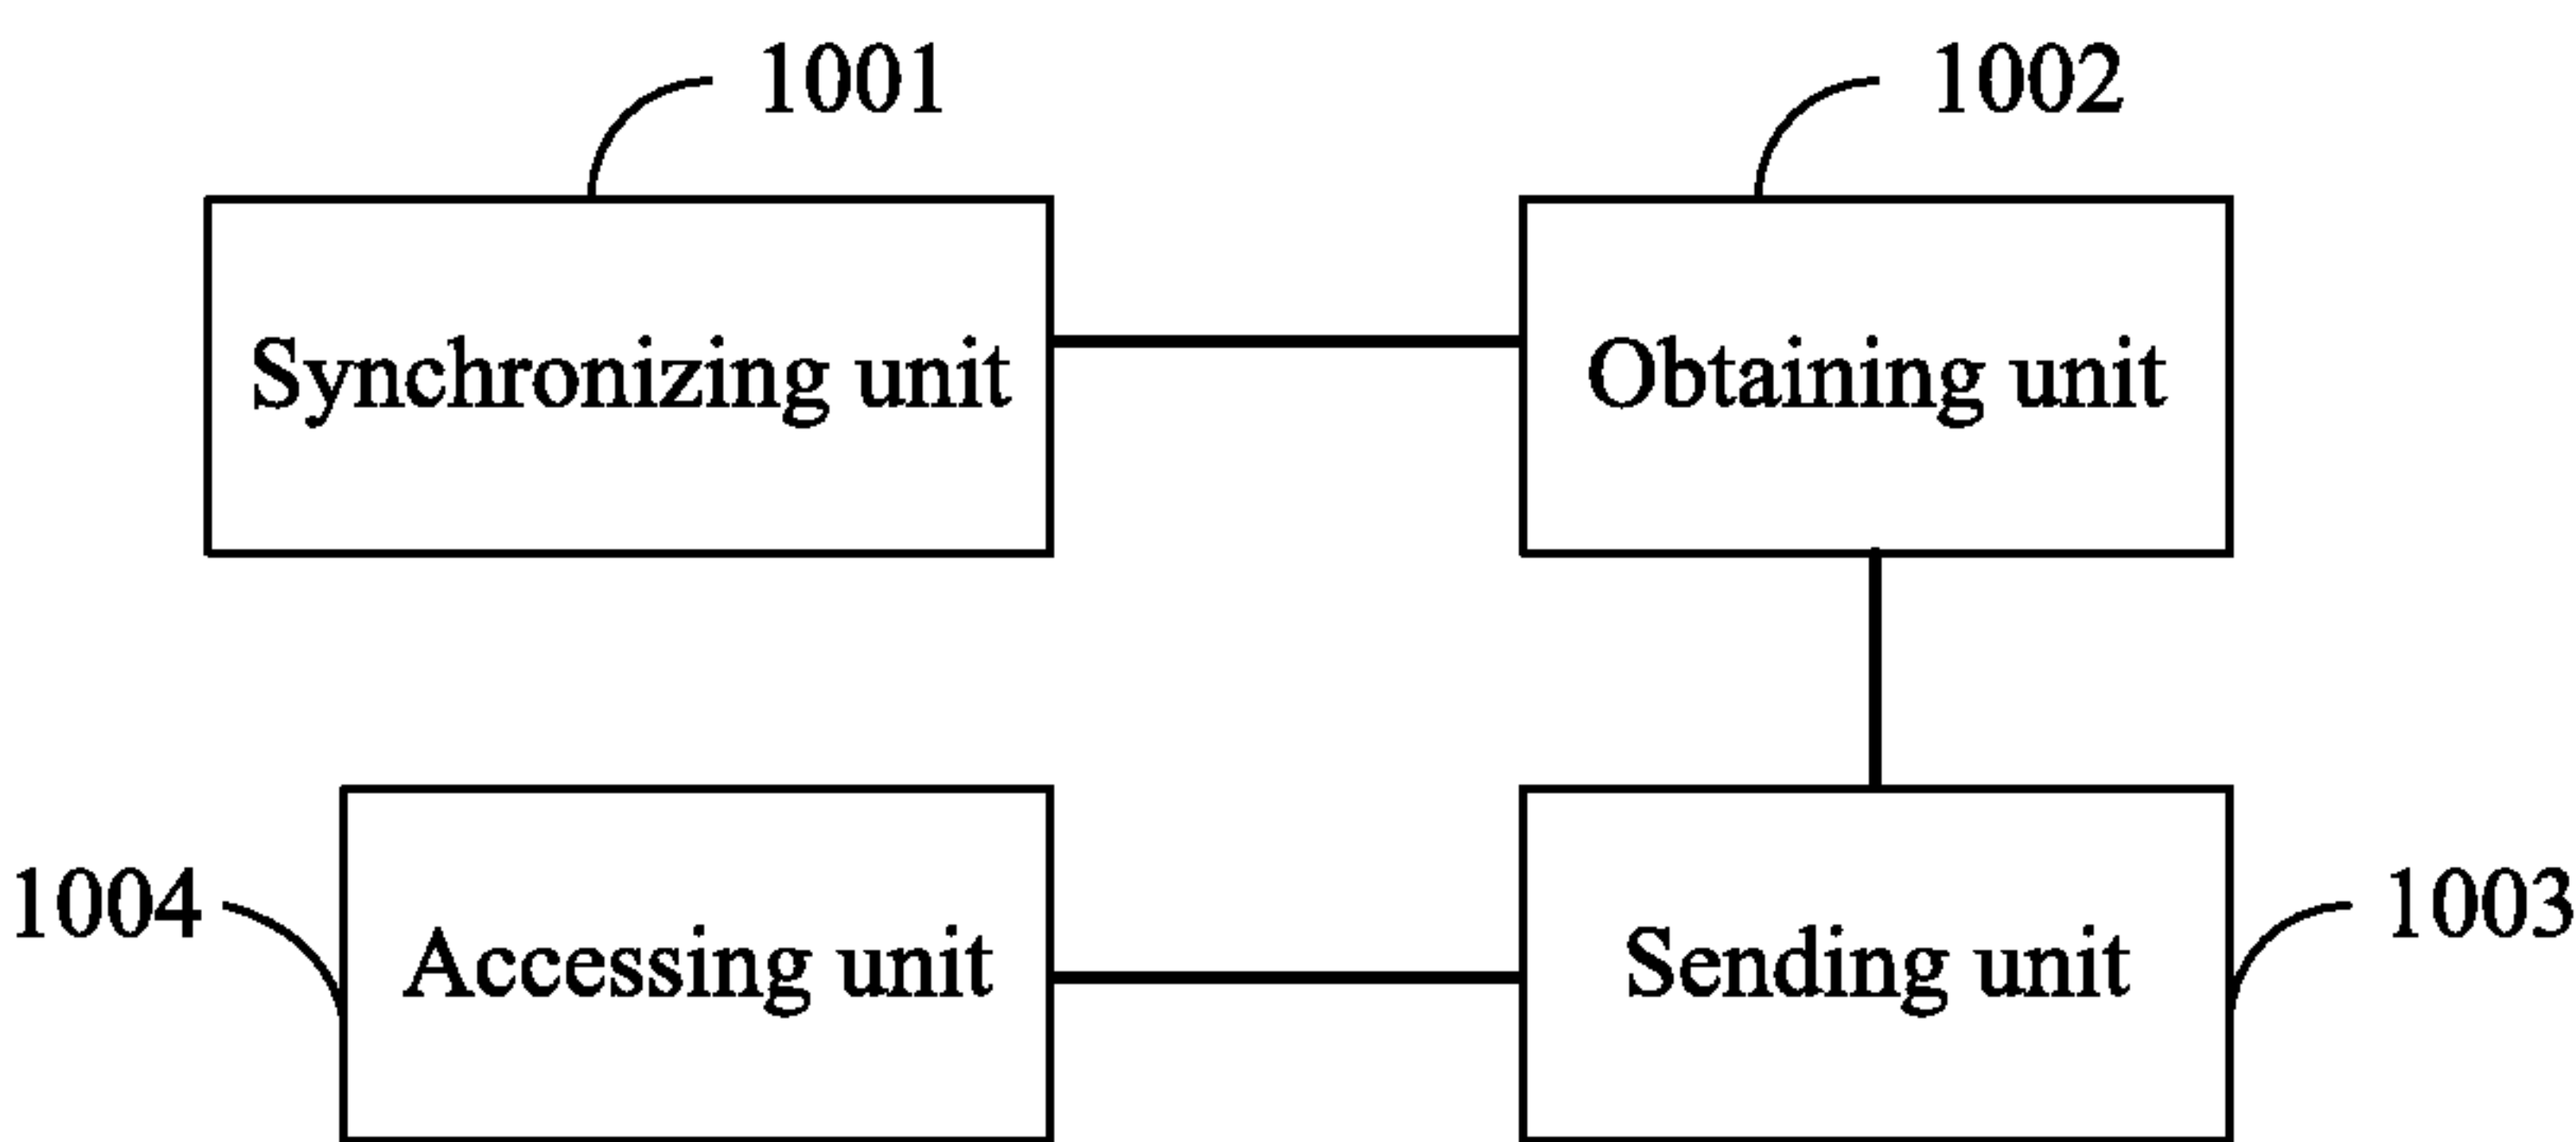 1001
1002
Synchronizing unit
Obtaining unit
1004
Accessing unit
Sending unit
1003